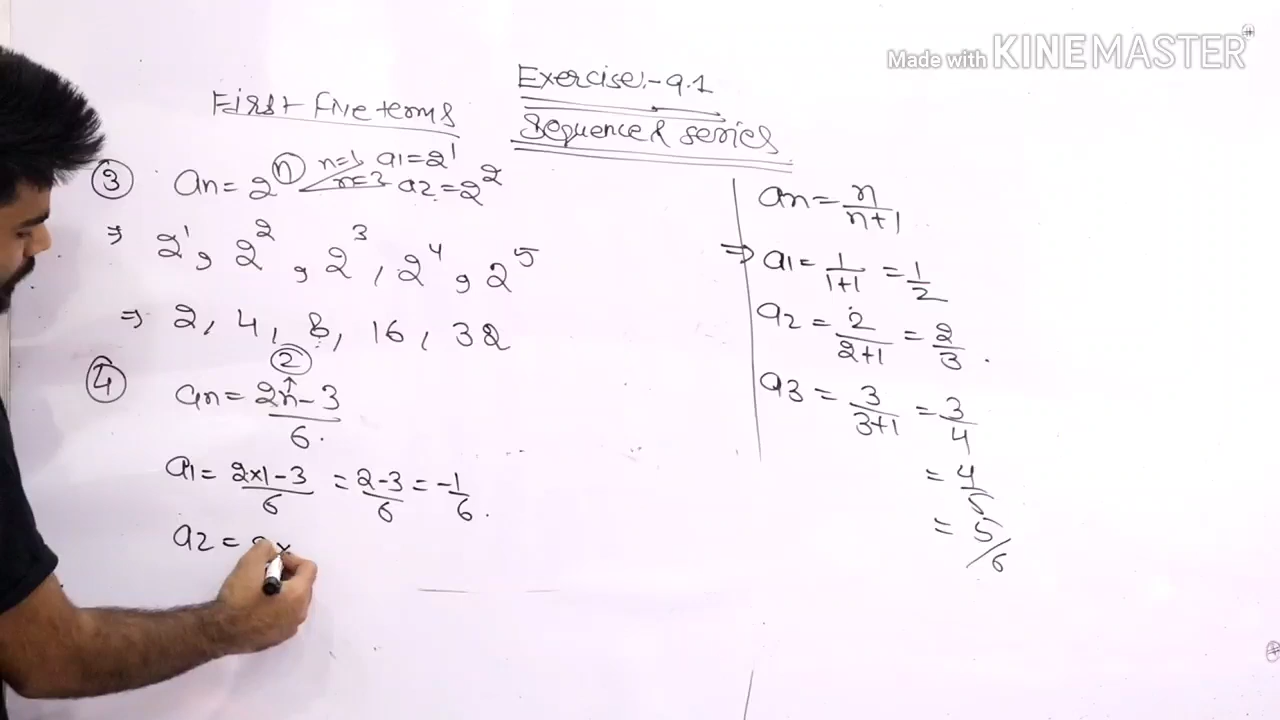 Made with KINEMASTER
Exercise:- 9.1
Sequence & series
First five terms
③ an = 2^n n=1, a1 = 2^1
n=3 a2 = 2^2
⇒ 2^1, 2^2, 2^3, 2^4, 2^5
⇒ 2, 4, 8, 16, 32
②
④ an = 2n-3/6.
a1 = 2×1-3/6 = 2-3/6 = -1/6.
a2 = 2×
an = n/n+1
⇒ a1 = 1/1+1 = 1/2
a2 = 2/2+1 = 2/3.
a3 = 3/3+1 = 3/4
= 4/5
= 5/6